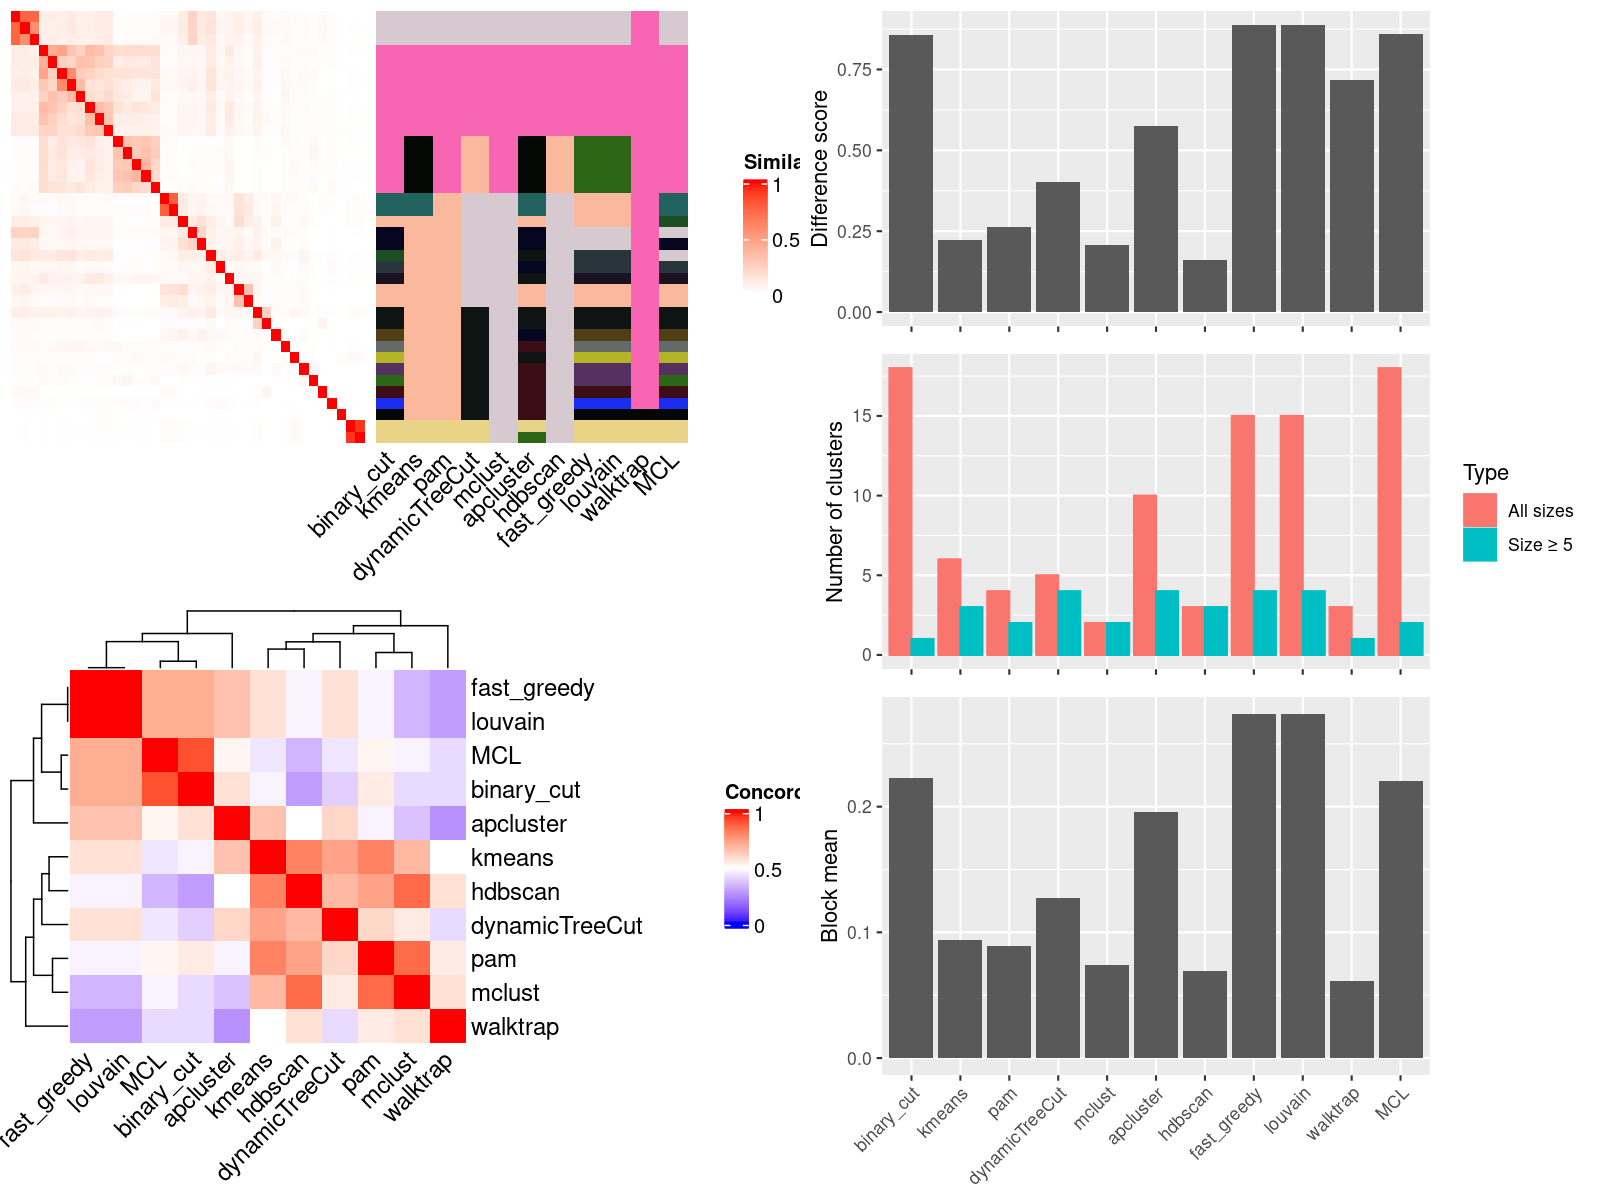 Simila
1
0.5
0
binary_cut
kmeans
pam
dynamicTreeCut
mclust
apcluster
hdbscan
fast_greedy
louvain
walktrap
MCL
Difference score
0.75
0.50
0.25
0.00
Number of clusters
15
10
5
0
Type
All sizes
Size ≥ 5
fast_greedy
louvain
MCL
binary_cut
apcluster
kmeans
hdbscan
dynamicTreeCut
pam
mclust
walktrap
fast_greedy
louvain
MCL
binary_cut
apcluster
kmeans
hdbscan
dynamicTreeCut
pam
mclust
walktrap
Concord
1
0.5
0
Block mean
0.2
0.1
0.0
binary_cut
kmeans
pam
dynamicTreeCut
mclust
apcluster
hdbscan
fast_greedy
louvain
walktrap
MCL